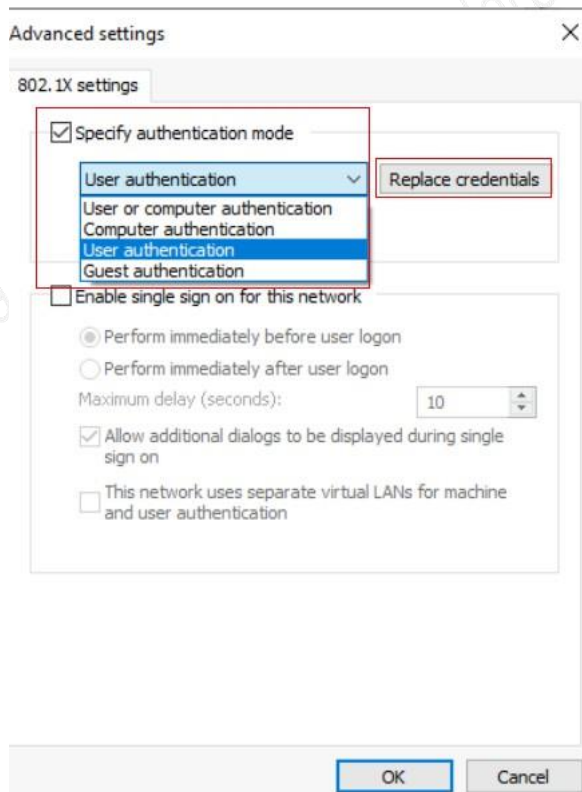 Advanced settings
802.1X settings
Specify authentication mode
User authentication
Replace credentials
User or computer authentication
Computer authentication
User authentication
Guest authentication
Enable single sign on for this network
Perform immediately before user logon
Perform immediately after user logon
Maximum delay (seconds):
10
Allow additional dialogs to be displayed during single
sign on
This network uses separate virtual LANs for machine
and user authentication
OK
Cancel